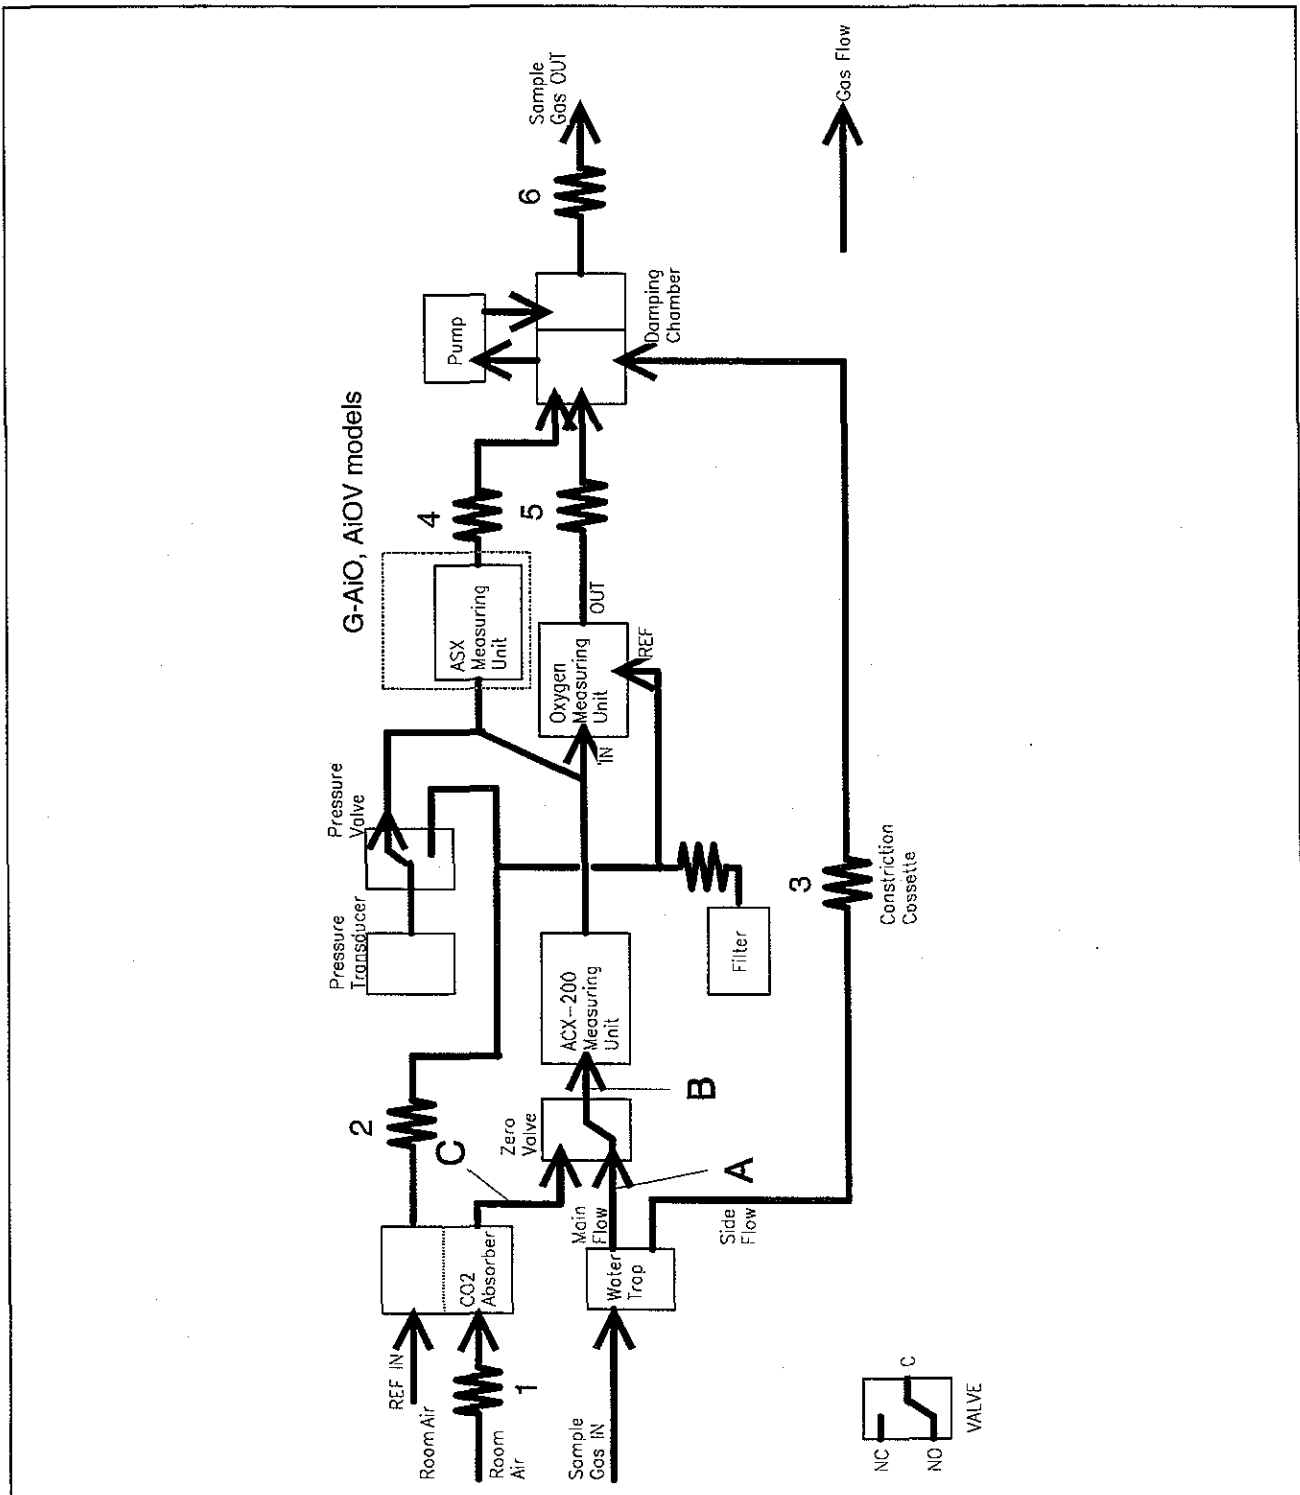 G-AiO, AiOV models
Sample
Gas OUT
Gas Flow
6
Pump
Damping
Chamber
4
5
ASX
Measuring
Unit
OUT
Oxygen
Measuring
Unit
REF
IN
Pressure
Valve
Pressure
Transducer
3
Constriction
Cassette
Filter
ACX-200
Measuring
Unit
2
B
Zero
Valve
C
A
Main
Flow
Side
Flow
CO2
Absorber
Water
Trap
REF IN
Room Air
1
Room
Air
Sample
Gas IN
NC
NO
C
VALVE